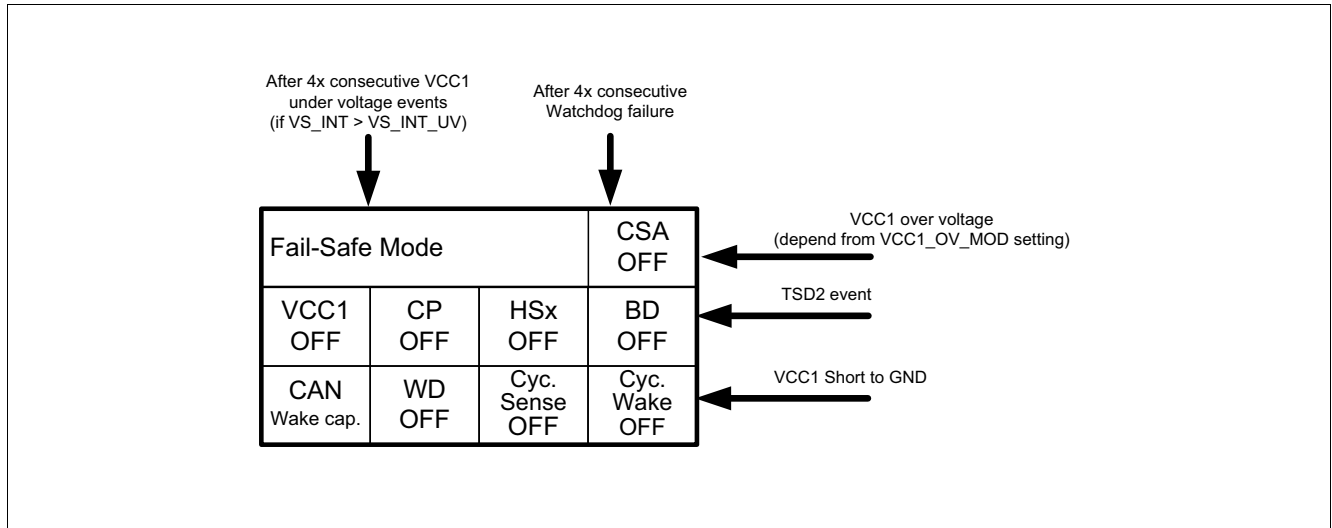 After 4x consecutive VCC1
under voltage events
(if VS_INT > VS_INT_UV)
After 4x consecutive
Watchdog failure
Fail-Safe Mode
CSA
OFF
VCC1 over voltage
(depend from VCC1_OV_MOD setting)
VCC1
OFF
CP
OFF
HSx
OFF
BD
OFF
TSD2 event
CAN
Wake cap.
WD
OFF
Cyc.
Sense
OFF
Cyc.
Wake
OFF
VCC1 Short to GND